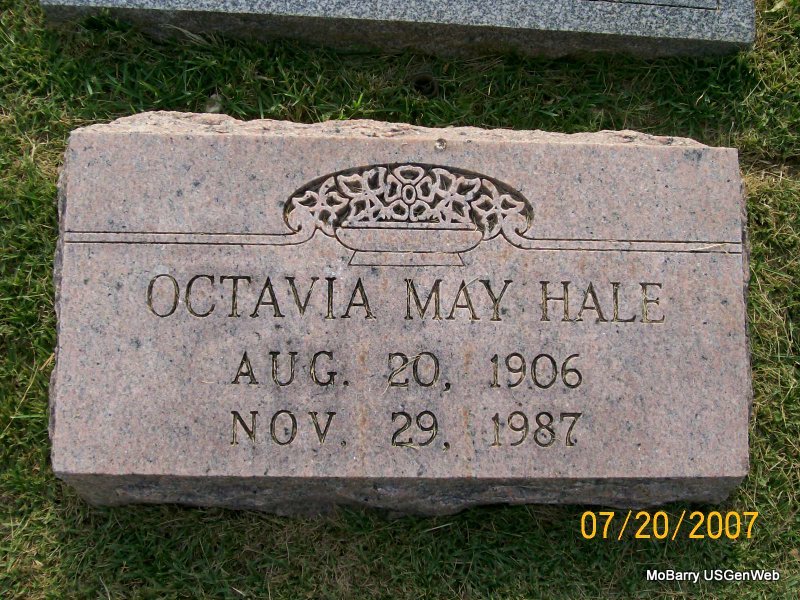 OCTAVIA MAY HALE
AUG. 20, 1906
NOV. 29, 1987
07/20/2007
MoBarry USGenWeb